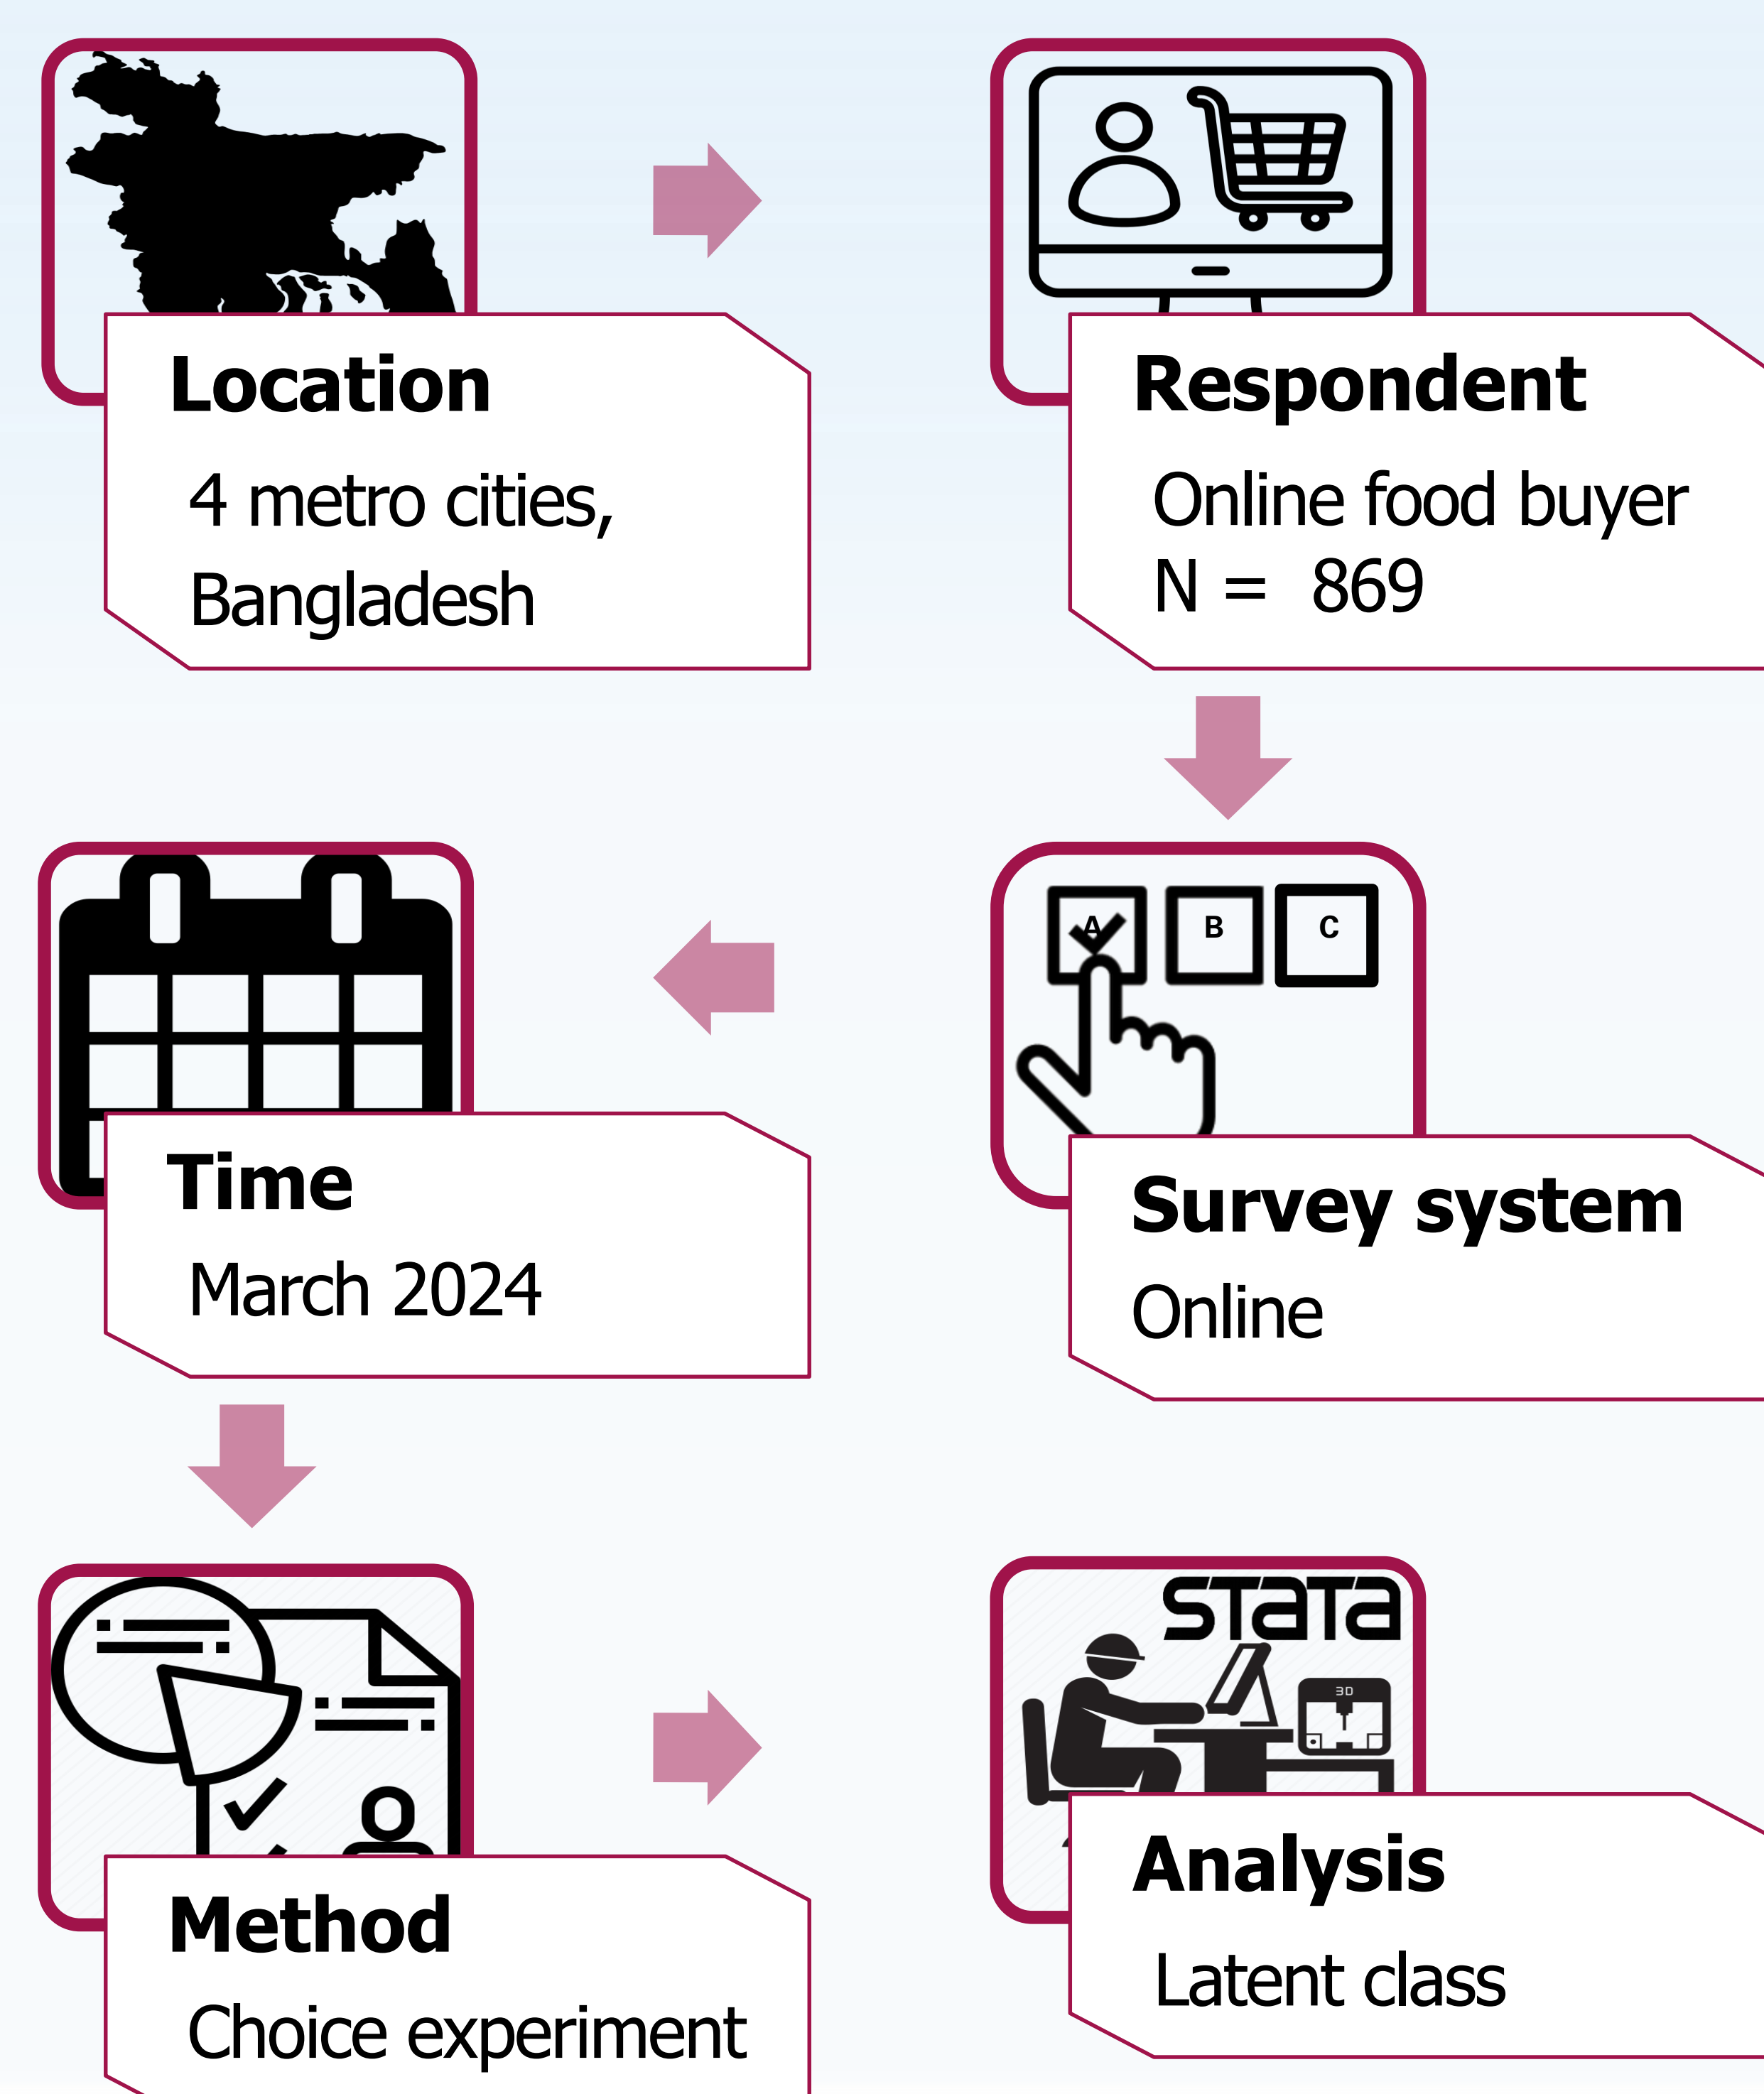 Location
4 metro cities,
Bangladesh
Respondent
Online food buyer
N = 869
A B C
Survey system
Online
Time
March 2024
Method
Choice experiment
STATA
3D
Analysis
Latent class